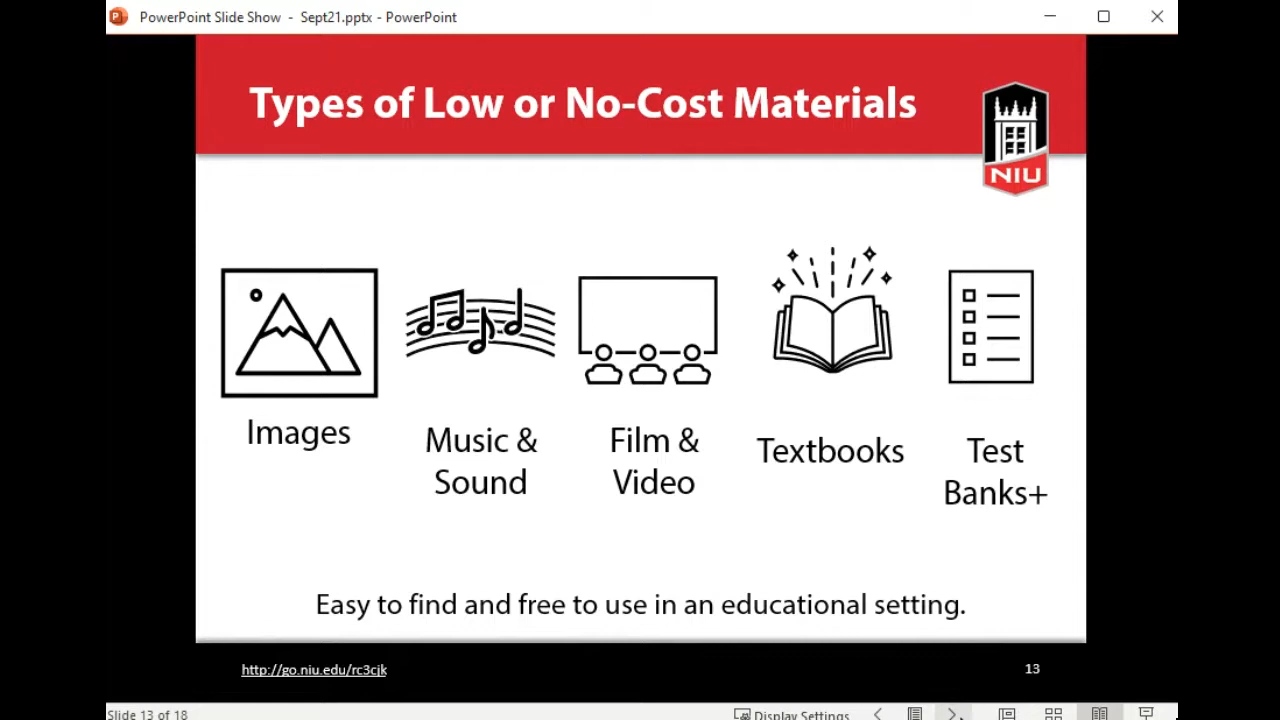 PowerPoint Slide Show - Sept21.pptx - PowerPoint
Types of Low or No-Cost Materials
NIU
Images
Music &
Sound
Film &
Video
Textbooks
Test
Banks+
Easy to find and free to use in an educational setting.
http://go.niu.edu/rc3cjk
13
Slide 13 of 18
Display Settings